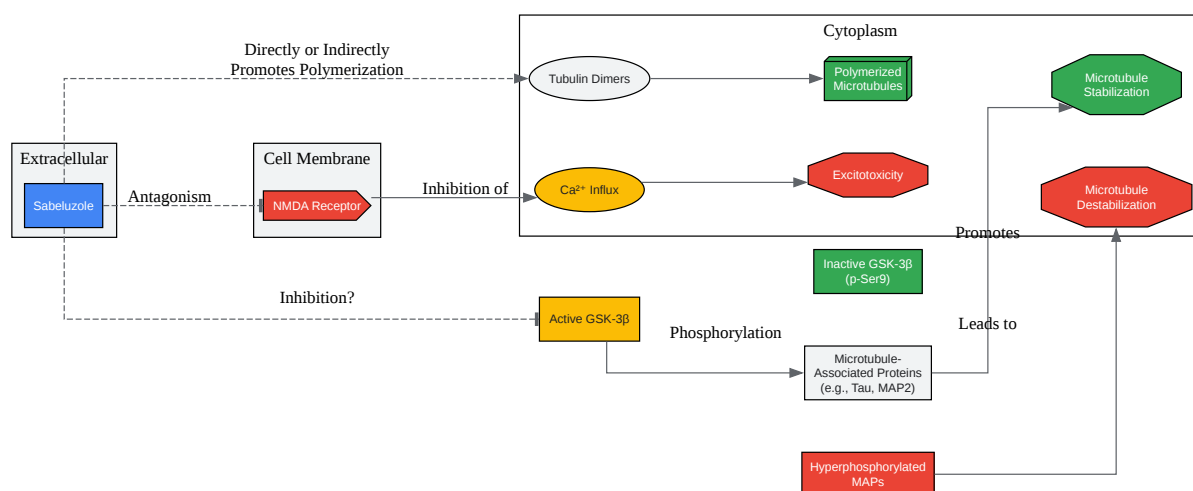 Cytoplasm
Directly or Indirectly
Promotes Polymerization
Tubulin Dimers
Polymerized
Microtubules
Microtubule
Stabilization
Extracellular
Sabeluzole
Antagonism
Cell Membrane
NMDA Receptor
Inhibition of
Ca²⁺ Influx
Excitotoxicity
Microtubule
Destabilization
Promotes
Inactive GSK-3β
(p-Ser9)
Inhibition?
Active GSK-3β
Phosphorylation
Leads to
Microtubule-
Associated Proteins
(e.g., Tau, MAP2)
Hyperphosphorylated
MAPs